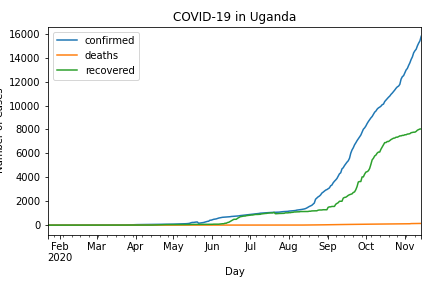 COVID-19 in Uganda
confirmed
deaths
recovered
16000
14000
12000
10000
8000
6000
4000
2000
0
Feb Mar Apr May Jun Jul Aug Sep Oct Nov
2020
Day